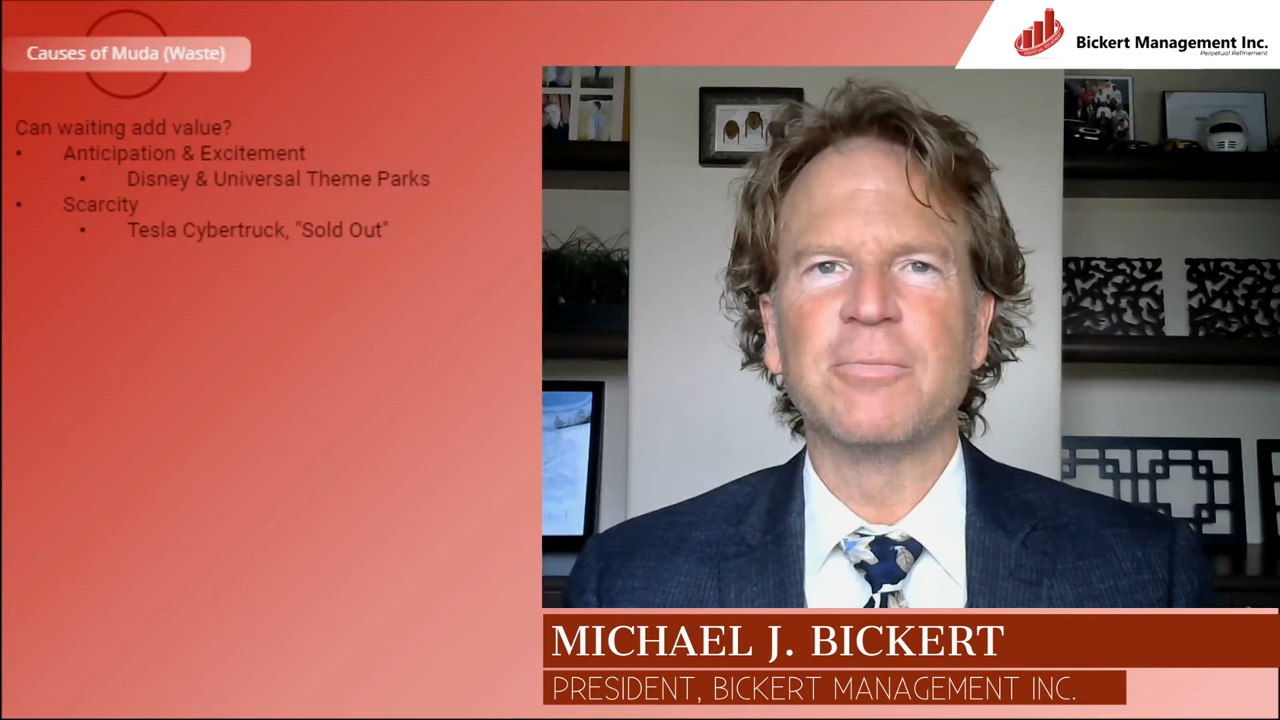 Causes of Muda (Waste)
Can waiting add value?
• Anticipation & Excitement
• Disney & Universal Theme Parks
• Scarcity
• Tesla Cybertruck, "Sold Out"
Bickert Management Inc.
Perpetual Refinement
MICHAEL J. BICKERT
PRESIDENT, BICKERT MANAGEMENT INC.